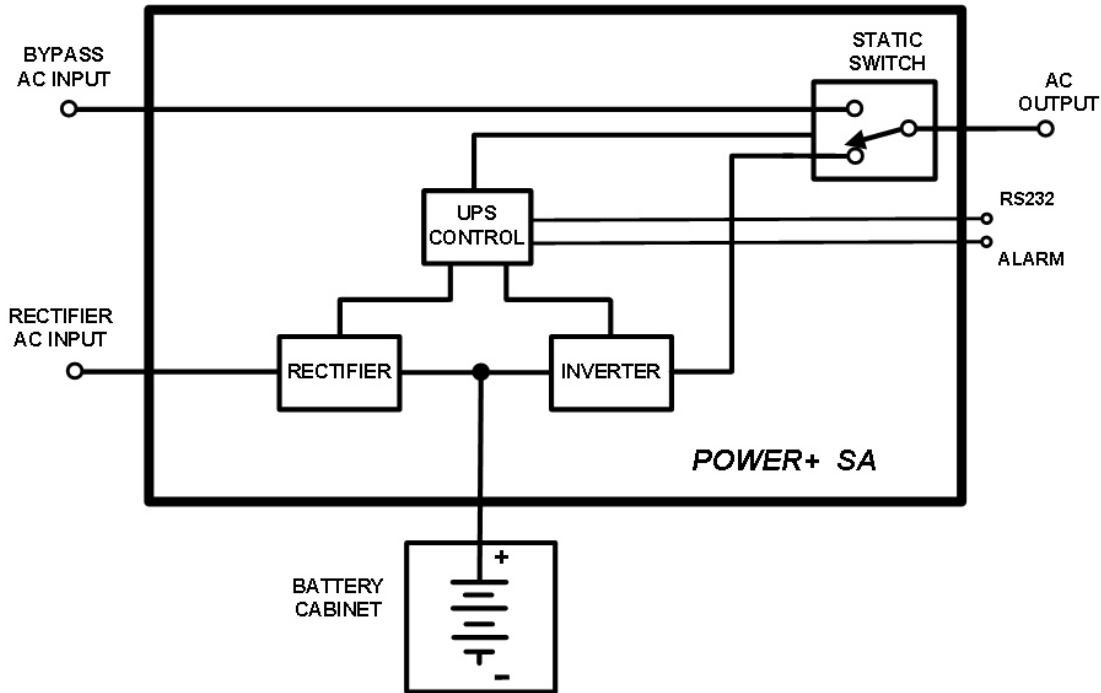 BYPASS
AC INPUT
STATIC
SWITCH
AC
OUTPUT
UPS
CONTROL
RS232
ALARM
RECTIFIER
AC INPUT
RECTIFIER
INVERTER
POWER+ SA
BATTERY
CABINET
+
-